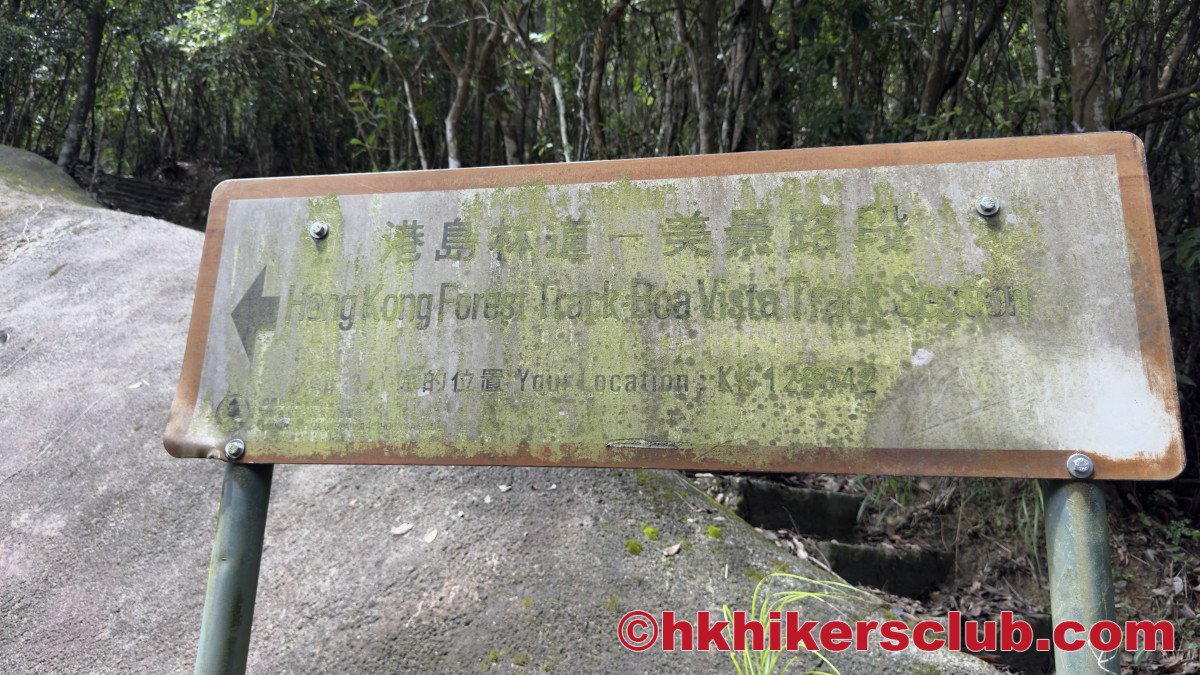 港島林道－美景路段
Hong Kong Forest Track-Boa Vista Track Section
的位置 Your Location: KK 128642
©hkhikersclub.com